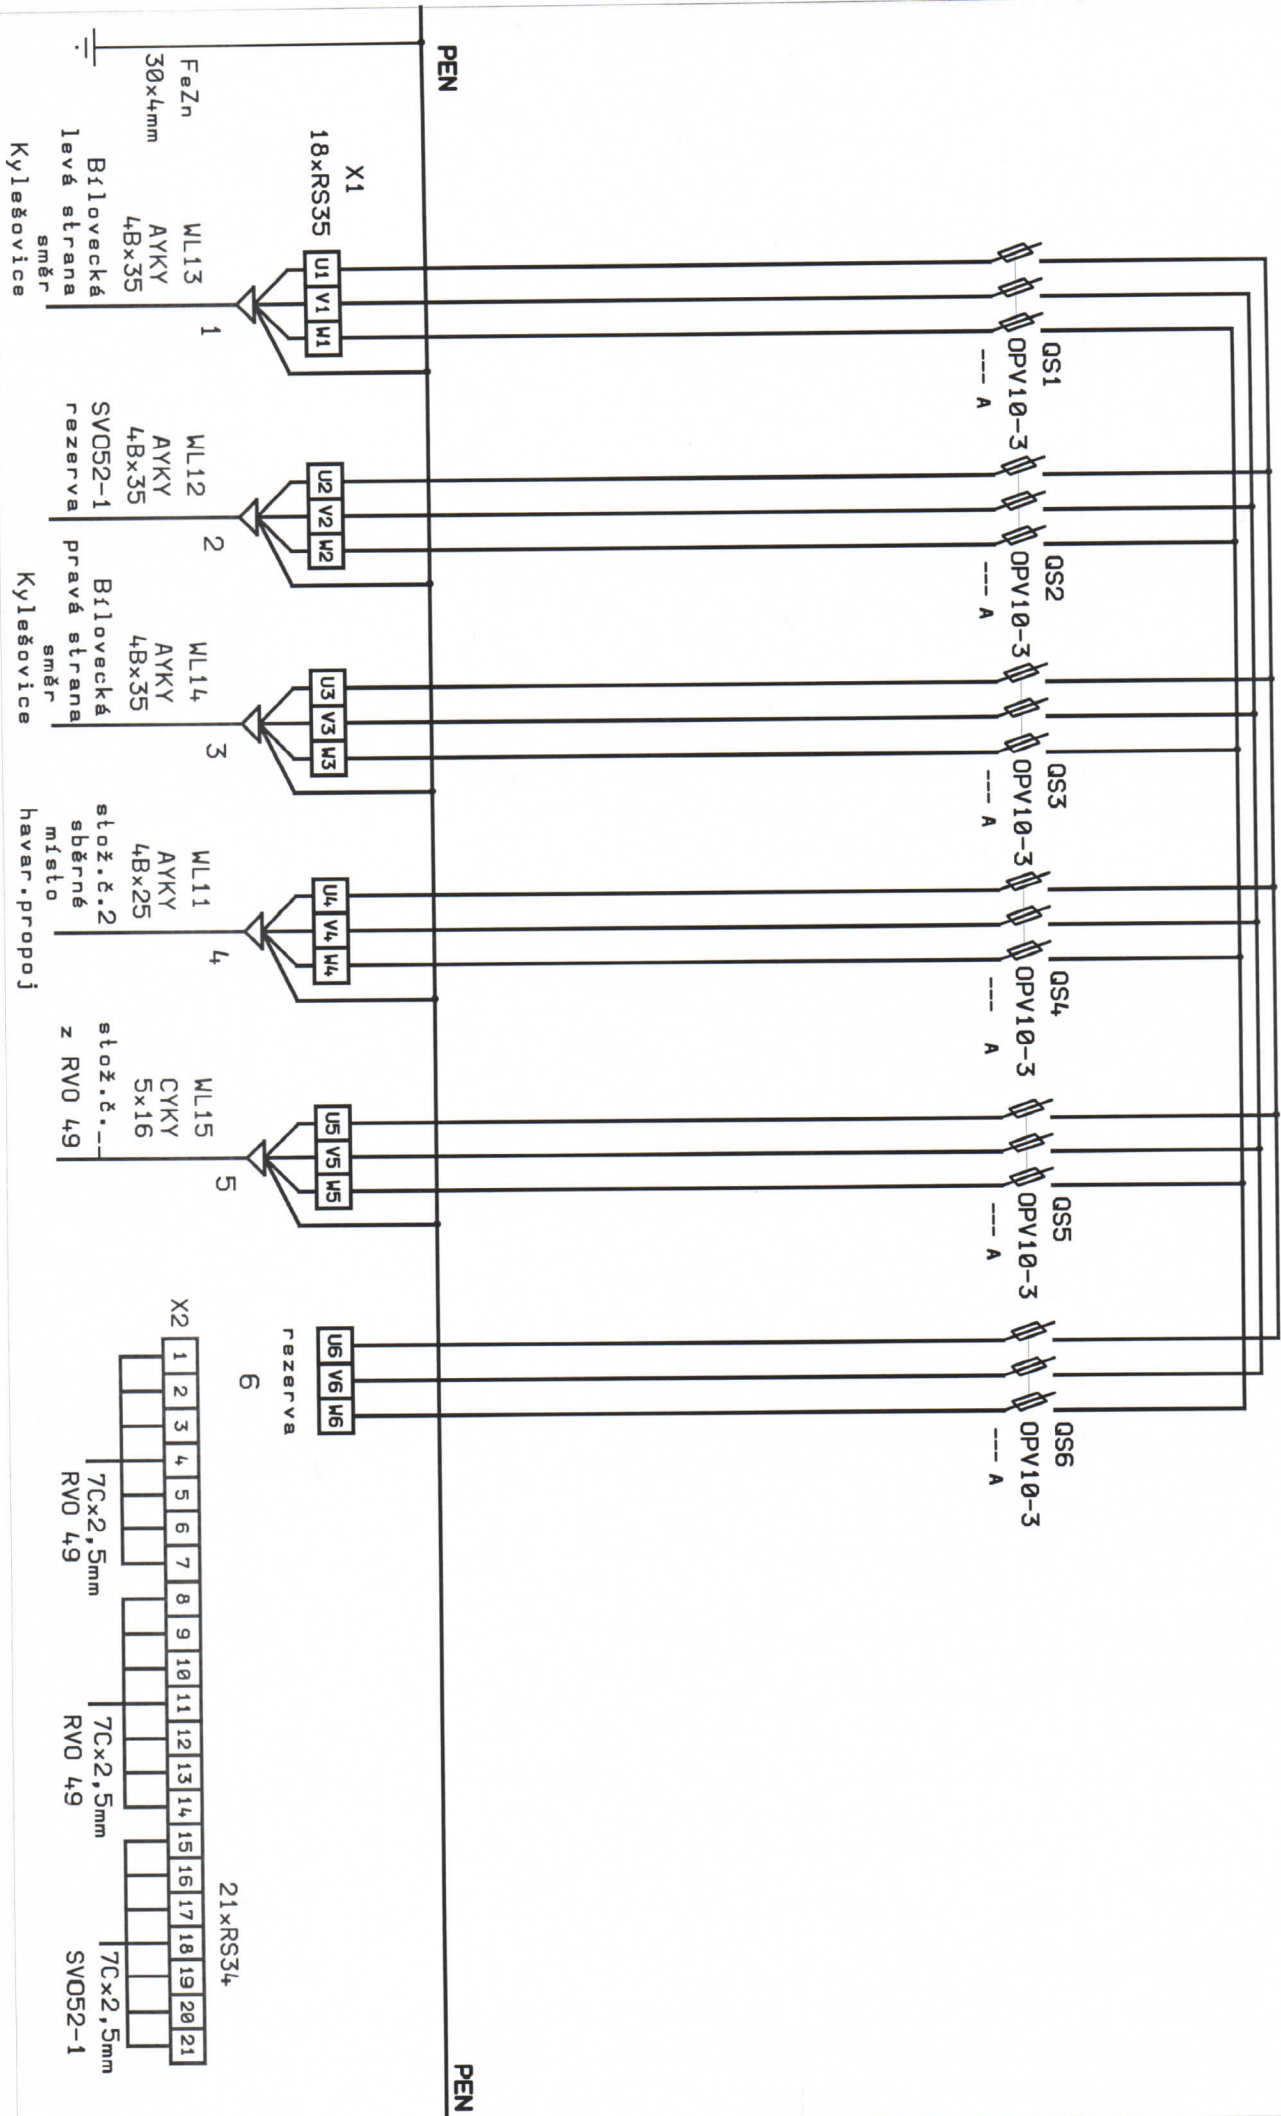 QS1
OPV10-3
--- A
QS2
OPV10-3
--- A
QS3
OPV10-3
--- A
QS4
OPV10-3
--- A
QS5
OPV10-3
--- A
QS6
OPV10-3
--- A
PEN
PEN
X1
18xRS35
U1 V1 W1
U2 V2 W2
U3 V3 W3
U4 V4 W4
U5 V5 W5
U6 V6 W6
rezerva
6
FeZn
30x4mm
1
WL13
AYKY
4Bx35
Bílovecká
levá strana
směr
Kylešovice
2
WL12
AYKY
4Bx35
SVO52-1
rezerva
3
WL14
AYKY
4Bx35
Bílovecká
pravá strana
směr
Kylešovice
4
WL11
AYKY
4Bx25
stož.č.2
sběrné
místo
havar.propoj
5
WL15
CYKY
5x16
stož.č.__
z RVO 49
21xRS34
X2
1 2 3 4 5 6 7 8 9 10 11 12 13 14 15 16 17 18 19 20 21
7Cx2,5mm
RVO 49
7Cx2,5mm
RVO 49
7Cx2,5mm
SVO52-1